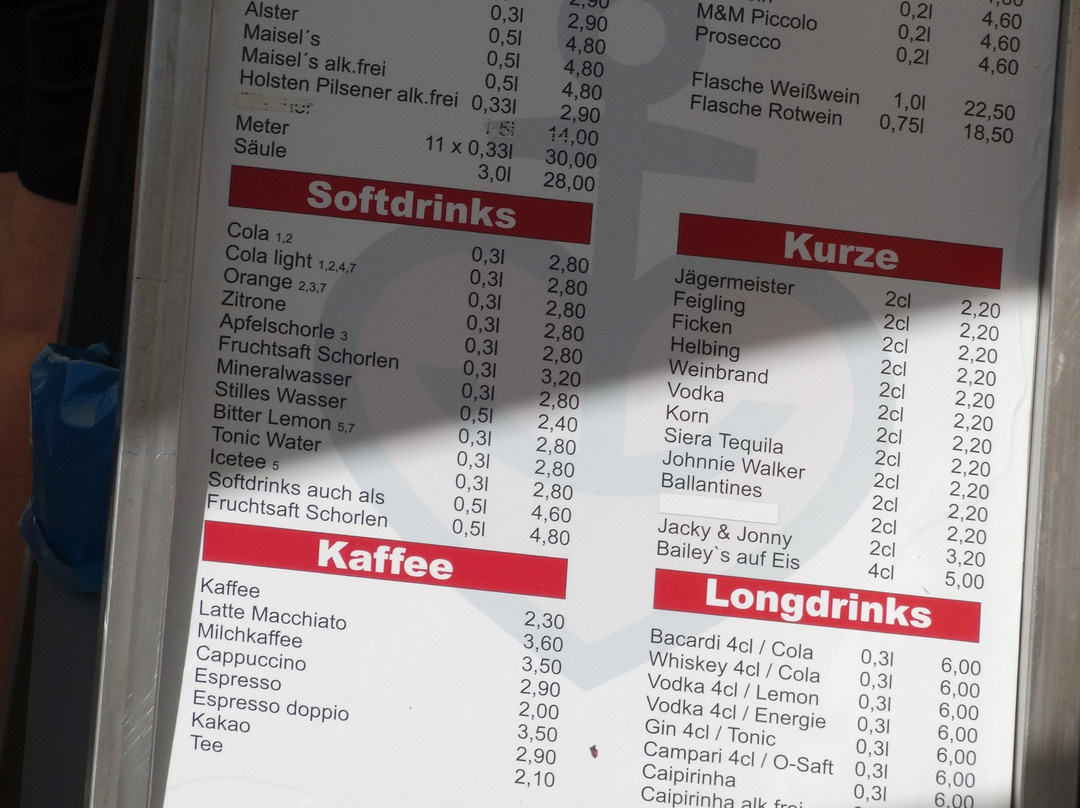 2,90
0,3l 2,90
Alster 0,5l 4,80
Maisel´s 0,5l 4,80
Maisel´s alk.frei 0,5l 4,80
Holsten Pilsener alk.frei 0,33l 2,90
14,00
Meter 11 x 0,33l 30,00
Säule 3,0l 28,00
Softdrinks
Cola 1,2 0,3l 2,80
Cola light 1,2,4,7 0,3l 2,80
Orange 2,3,7 0,3l 2,80
Zitrone 0,3l 2,80
Apfelschorle 3 0,3l 2,80
Fruchtsaft Schorlen 0,3l 3,20
Mineralwasser 0,3l 2,80
Stilles Wasser 0,5l 2,40
Bitter Lemon 5,7 0,3l 2,80
Tonic Water 0,3l 2,80
Icetee 5 0,3l 2,80
Softdrinks auch als 0,5l 4,60
Fruchtsaft Schorlen 0,5l 4,80
Kaffee
Kaffee 2,30
Latte Macchiato 3,60
Milchkaffee 3,50
Cappuccino 2,90
Espresso 2,00
Espresso doppio 3,50
Kakao 2,90
Tee 2,10
0,2l 4,60
M&M Piccolo 0,2l 4,60
Prosecco 0,2l 4,60
Flasche Weißwein 1,0l 22,50
Flasche Rotwein 0,75l 18,50
Kurze
Jägermeister 2cl 2,20
Feigling 2cl 2,20
Ficken 2cl 2,20
Helbing 2cl 2,20
Weinbrand 2cl 2,20
Vodka 2cl 2,20
Korn 2cl 2,20
Siera Tequila 2cl 2,20
Johnnie Walker 2cl 2,20
Ballantines 2cl 2,20
2cl 2,20
Jacky & Jonny 2cl 3,20
Bailey`s auf Eis 4cl 5,00
Longdrinks
Bacardi 4cl / Cola 0,3l 6,00
Whiskey 4cl / Cola 0,3l 6,00
Vodka 4cl / Lemon 0,3l 6,00
Vodka 4cl / Energie 0,3l 6,00
Gin 4cl / Tonic 0,3l 6,00
Campari 4cl / O-Saft 0,3l 6,00
Caipirinha 0,3l 6,00
Caipirinha alk.frei